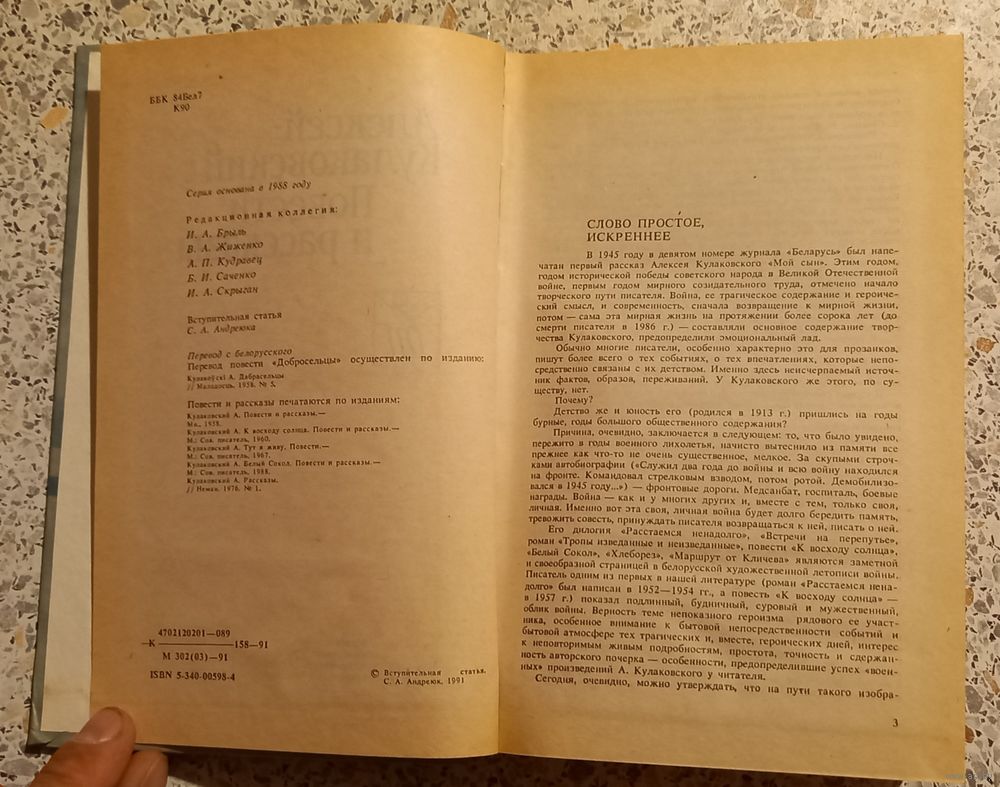 ББК 84Бел7
К90
Серия основана в 1988 году
Редакционная коллегия:
И. А. Брыль
В. А. Жиженко
А. П. Кудравец
Б. И. Саченко
И. А. Скрыган
Вступительная статья
С. А. Андреюка
Перевод с белорусского
Перевод повести «Добросельцы» осуществлен по изданию:
Кулакоўскі А. Дабрасельцы
// Маладосць. 1958. № 5.
Повести и рассказы печатаются по изданиям:
Кулаковский А. Повести и рассказы.—
Мн., 1958.
Кулаковский А. К восходу солнца. Повести и рассказы.—
М.: Сов. писатель, 1960.
Кулаковский А. Тут я живу. Повести.—
М.: Сов. писатель, 1967.
Кулаковский А. Белый Сокол. Повести и рассказы.—
М.: Сов. писатель, 1988.
Кулаковский А. Рассказы.
// Неман. 1976. № 1.
4702120201—089
К———158—91
М 302(03)—91
ISBN 5-340-00598-4
© Вступительная статья.
С. А. Андреюк, 1991
СЛОВО ПРОСТОЕ,
ИСКРЕННЕЕ
В 1945 году в девятом номере журнала «Беларусь» был напе-
чатан первый рассказ Алексея Кулаковского «Мой сын». Этим годом,
годом исторической победы советского народа в Великой Отечественной
войне, первым годом мирного созидательного труда, отмечено начало
творческого пути писателя. Война, ее трагическое содержание и героиче-
ский смысл, и современность, сначала возвращение к мирной жизни,
потом — сама эта мирная жизнь на протяжении более сорока лет (до
смерти писателя в 1986 г.) — составляли основное содержание твор-
чества Кулаковского, предопределили эмоциональный лад.
Обычно многие писатели, особенно характерно это для прозаиков,
пишут более всего о тех событиях, о тех впечатлениях, которые непо-
средственно связаны с их детством. Именно здесь неисчерпаемый источ-
ник фактов, образов, переживаний. У Кулаковского же этого, по су-
ществу, нет.
Почему?
Детство же и юность его (родился в 1913 г.) пришлись на годы
бурные, годы большого общественного содержания?
Причина, очевидно, заключается в следующем: то, что было увидено,
пережито в годы военного лихолетья, начисто вытеснило из памяти все
прежнее как что-то не очень существенное, мелкое. За скупыми строч-
ками автобиографии («Служил два года до войны и всю войну находился
на фронте. Командовал стрелковым взводом, потом ротой. Демобилизо-
вался в 1945 году...») — фронтовые дороги. Медсанбат, госпиталь, боевые
награды. Война — как и у многих других и, вместе с тем, только своя,
личная. Именно вот эта своя, личная война будет долго бередить память,
тревожить совесть, принуждать писателя возвращаться к ней, писать о ней.
Его дилогия «Расстаемся ненадолго», «Встречи на перепутье»,
роман «Тропы изведанные и неизведанные», повести «К восходу солнца»,
«Белый Сокол», «Хлеборез», «Маршрут от Кличева» являются заметной
и своеобразной страницей в белорусской художественной летописи войны.
Писатель одним из первых в нашей литературе (роман «Расстаемся нена-
долго» был написан в 1952—1954 гг., а повесть «К восходу солнца» —
в 1957 г.) показал подлинный, будничный, суровый и мужественный,
облик войны. Верность теме непоказного героизма рядового ее участ-
ника, особенное внимание к бытовой непосредственности событий и
бытовой атмосфере тех трагических и, вместе, героических дней, интерес
к неповторимым живым подробностям, простота, точность и сдержан-
ность авторского почерка — особенности, предопределившие успех «воен-
ных» произведений А. Кулаковского у читателя.
Сегодня, очевидно, можно утверждать, что на пути такого изобра-
3